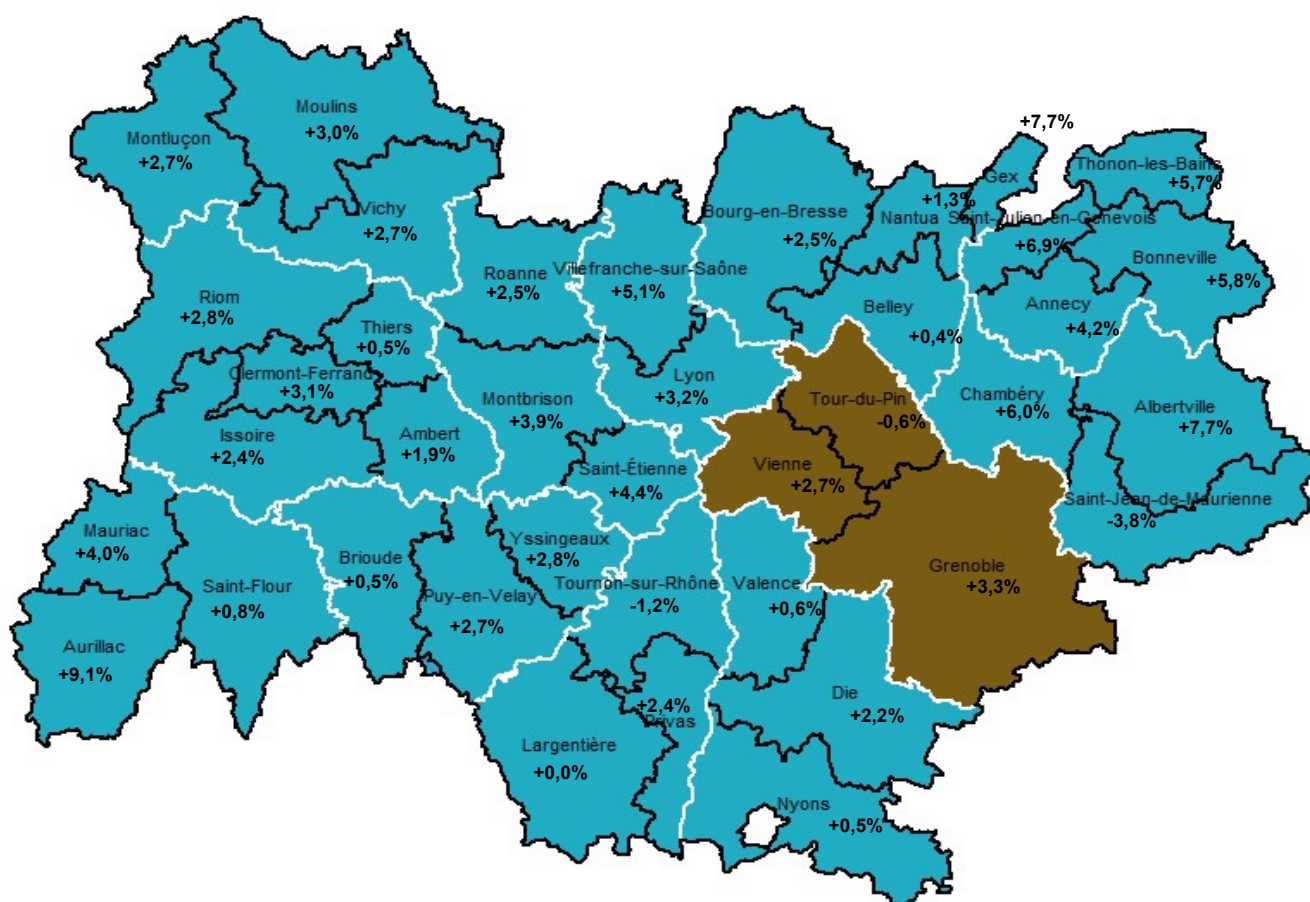 Moulins
+3,0%
Montluçon
+2,7%
Vichy
+2,7%
+7,7%
Gex
Thonon-les-Bains
+5,7%
Bourg-en-Bresse
+2,5%
+1,3%
Nantua
Saint-Julien-en-Genevois
+6,9%
Bonneville
+5,8%
Roanne
+2,5%
Villefranche-sur-Saône
+5,1%
Riom
+2,8%
Thiers
+0,5%
Belley
+0,4%
Annecy
+4,2%
Clermont-Ferrand
+3,1%
Lyon
+3,2%
Montbrison
+3,9%
Tour-du-Pin
-0,6%
Chambéry
+6,0%
Albertville
+7,7%
Issoire
+2,4%
Ambert
+1,9%
Saint-Étienne
+4,4%
Vienne
+2,7%
Saint-Jean-de-Maurienne
-3,8%
Mauriac
+4,0%
Yssingeaux
+2,8%
Brioude
+0,5%
Grenoble
+3,3%
Saint-Flour
+0,8%
Tournon-sur-Rhône
-1,2%
Valence
+0,6%
Puy-en-Velay
+2,7%
Aurillac
+9,1%
Die
+2,2%
+2,4%
Privas
Largentière
+0,0%
Nyons
+0,5%